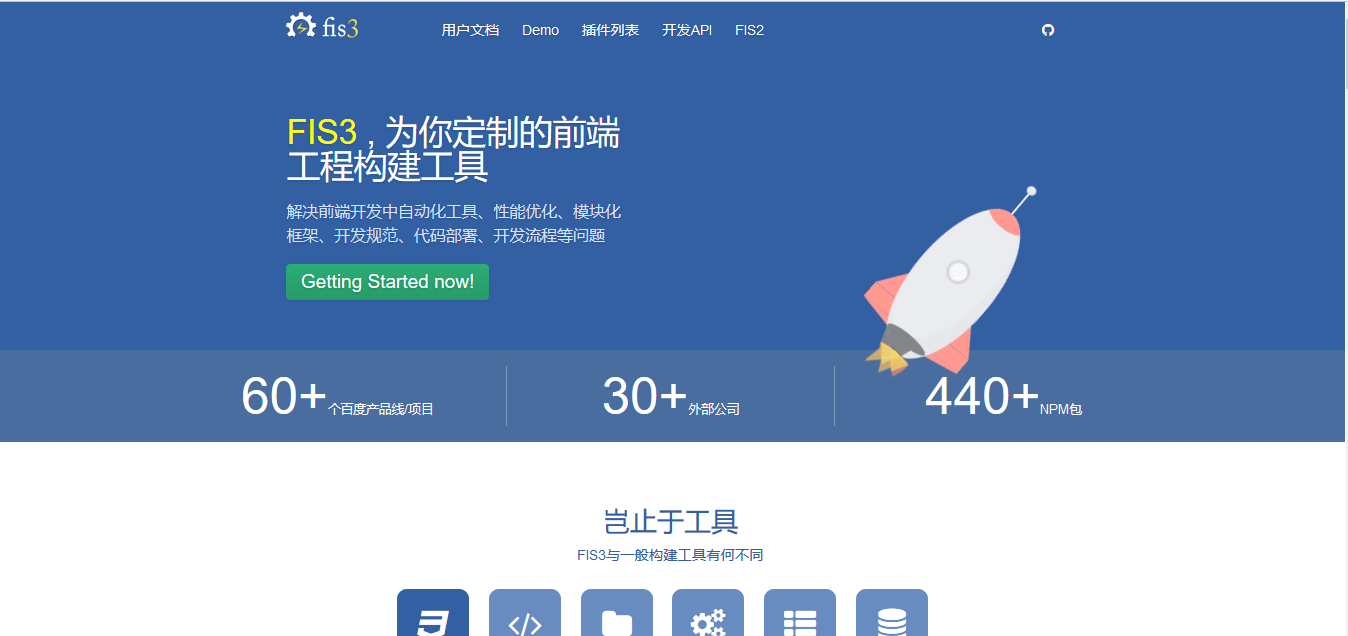 fis3
用户文档 Demo 插件列表 开发API FIS2
FIS3 , 为你定制的前端
工程构建工具
解决前端开发中自动化工具、性能优化、模块化
框架、开发规范、代码部署、开发流程等问题
Getting Started now!
60+个百度产品线/项目 30+外部公司 440+NPM包
岂止于工具
FIS3与一般构建工具有何不同